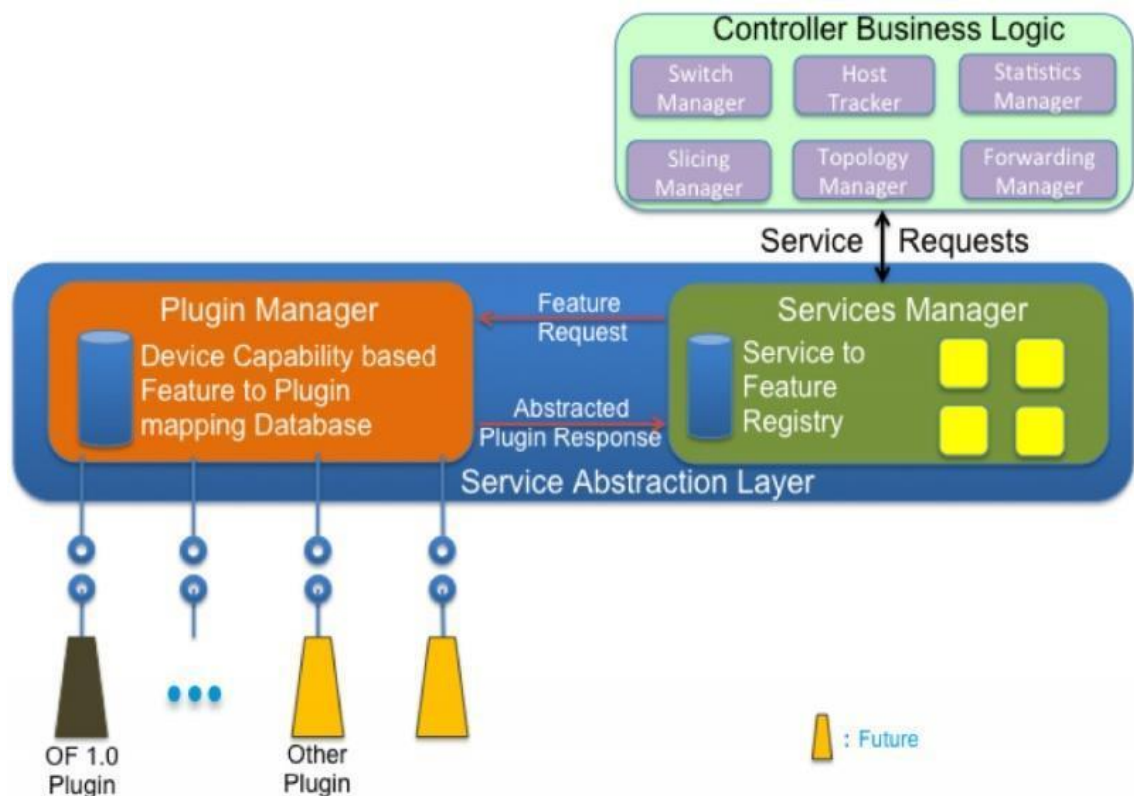 Controller Business Logic
Switch
Manager
Host
Tracker
Statistics
Manager
Slicing
Manager
Topology
Manager
Forwarding
Manager
Service Requests
Plugin Manager
Device Capability based
Feature to Plugin
mapping Database
Feature
Request
Abstracted
Plugin Response
Services Manager
Service to
Feature
Registry
Service Abstraction Layer
OF 1.0
Plugin
Other
Plugin
: Future